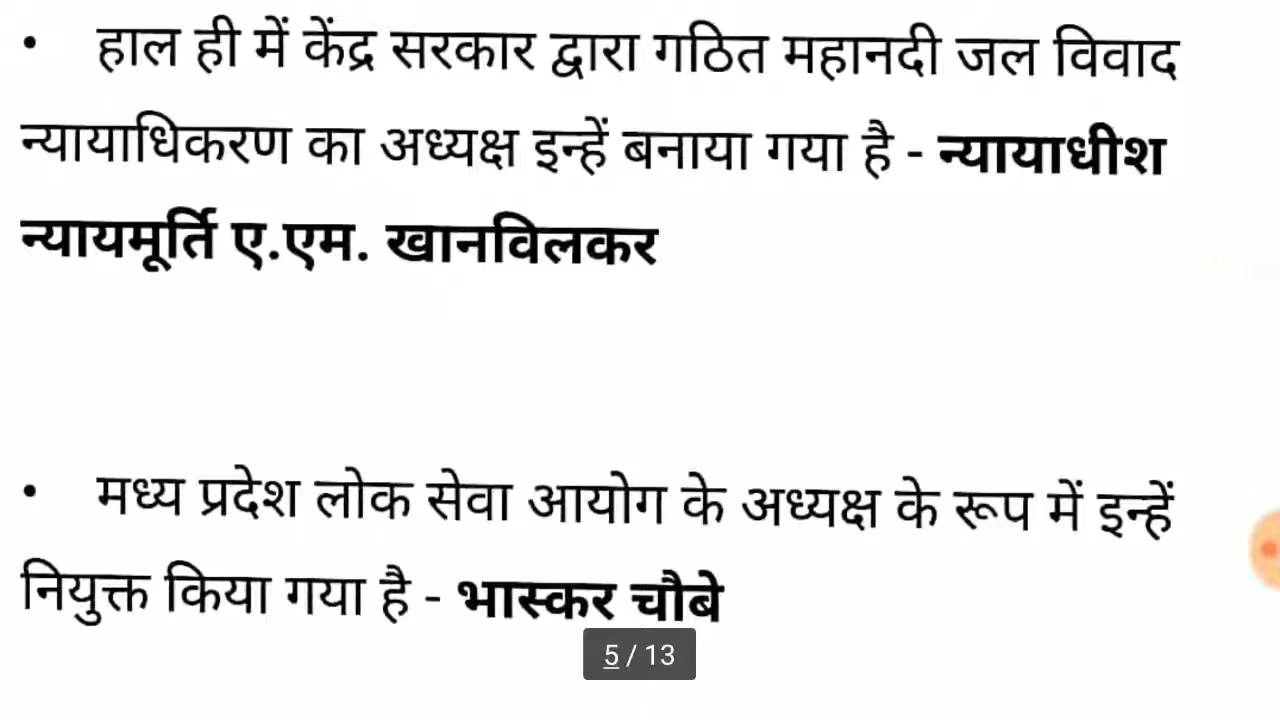 • हाल ही में केंद्र सरकार द्वारा गठित महानदी जल विवाद
न्यायाधिकरण का अध्यक्ष इन्हें बनाया गया है - न्यायाधीश
न्यायमूर्ति ए.एम. खानविलकर
• मध्य प्रदेश लोक सेवा आयोग के अध्यक्ष के रूप में इन्हें
नियुक्त किया गया है - भास्कर चौबे
5 / 13